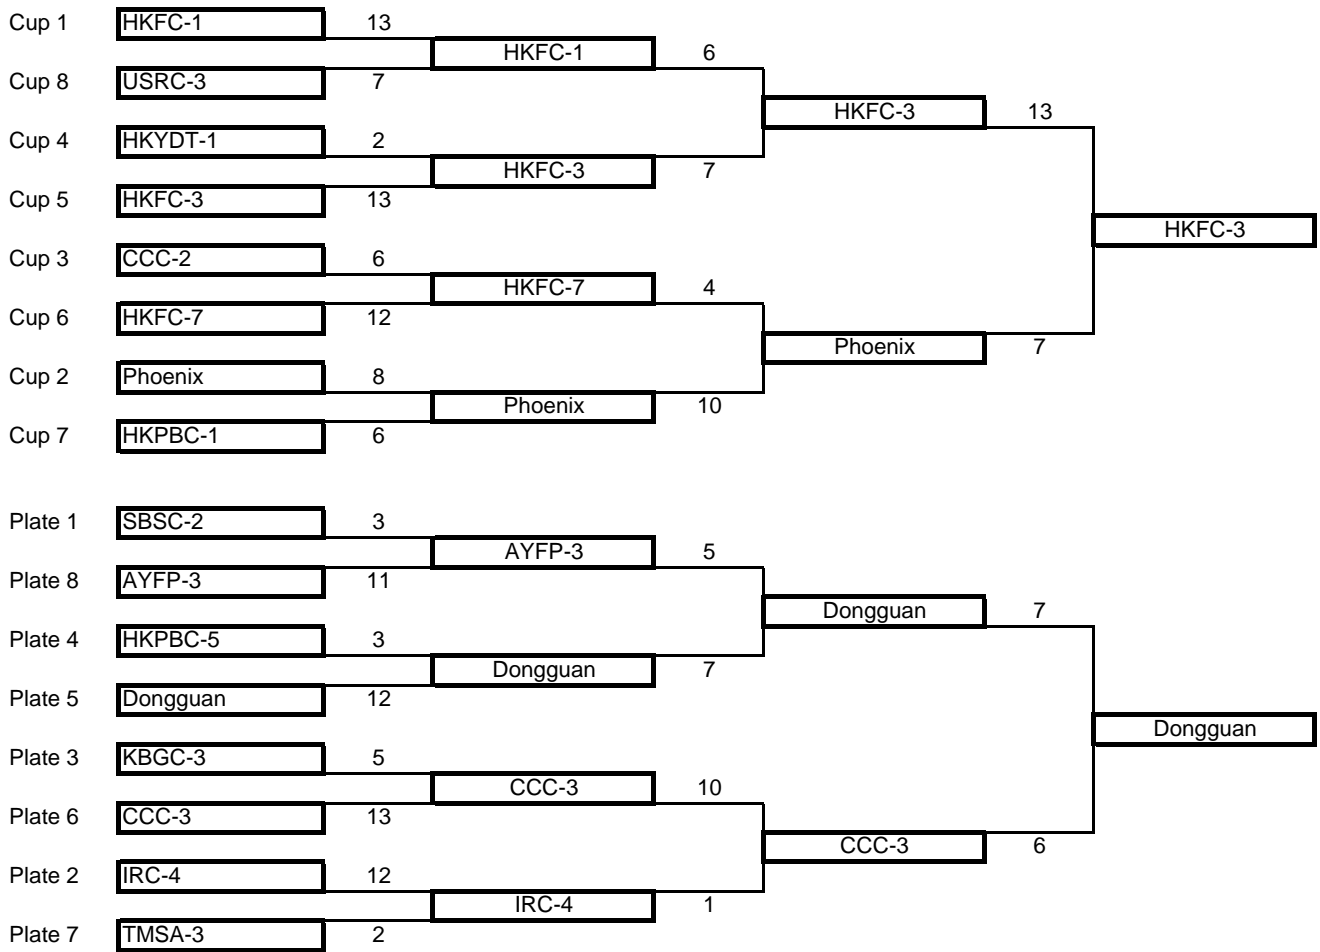 Cup 1 HKFC-1 13
HKFC-1 6
Cup 8 USRC-3 7
HKFC-3 13
Cup 4 HKYDT-1 2
HKFC-3 7
Cup 5 HKFC-3 13
HKFC-3
Cup 3 CCC-2 6
HKFC-7 4
Cup 6 HKFC-7 12
Phoenix 7
Cup 2 Phoenix 8
Phoenix 10
Cup 7 HKPBC-1 6
Plate 1 SBSC-2 3
AYFP-3 5
Plate 8 AYFP-3 11
Dongguan 7
Plate 4 HKPBC-5 3
Dongguan 7
Plate 5 Dongguan 12
Dongguan
Plate 3 KBGC-3 5
CCC-3 10
Plate 6 CCC-3 13
CCC-3 6
Plate 2 IRC-4 12
IRC-4 1
Plate 7 TMSA-3 2